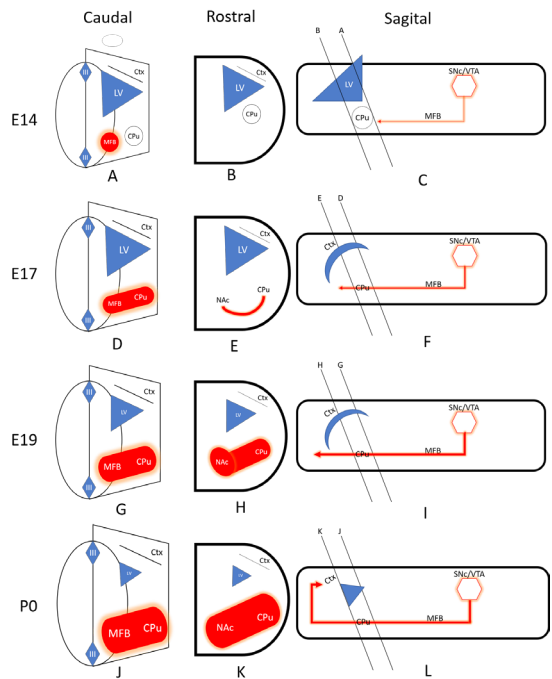 Caudal Rostral Sagital
E14
III
Ctx
LV
CPu
MFB
III
A
Ctx
LV
CPu
B
B A
LV
CPu
SNc/VTA
MFB
C
E17
III
Ctx
LV
MFB CPu
III
D
Ctx
LV
NAc CPu
E
E D
Ctx
CPu
SNc/VTA
MFB
F
E19
III
Ctx
LV
MFB CPu
III
G
Ctx
LV
NAc CPu
H
H G
Ctx
CPu
SNc/VTA
MFB
I
P0
III
Ctx
LV
MFB CPu
III
J
Ctx
LV
NAc CPu
K
K J
Ctx
CPu
SNc/VTA
MFB
L